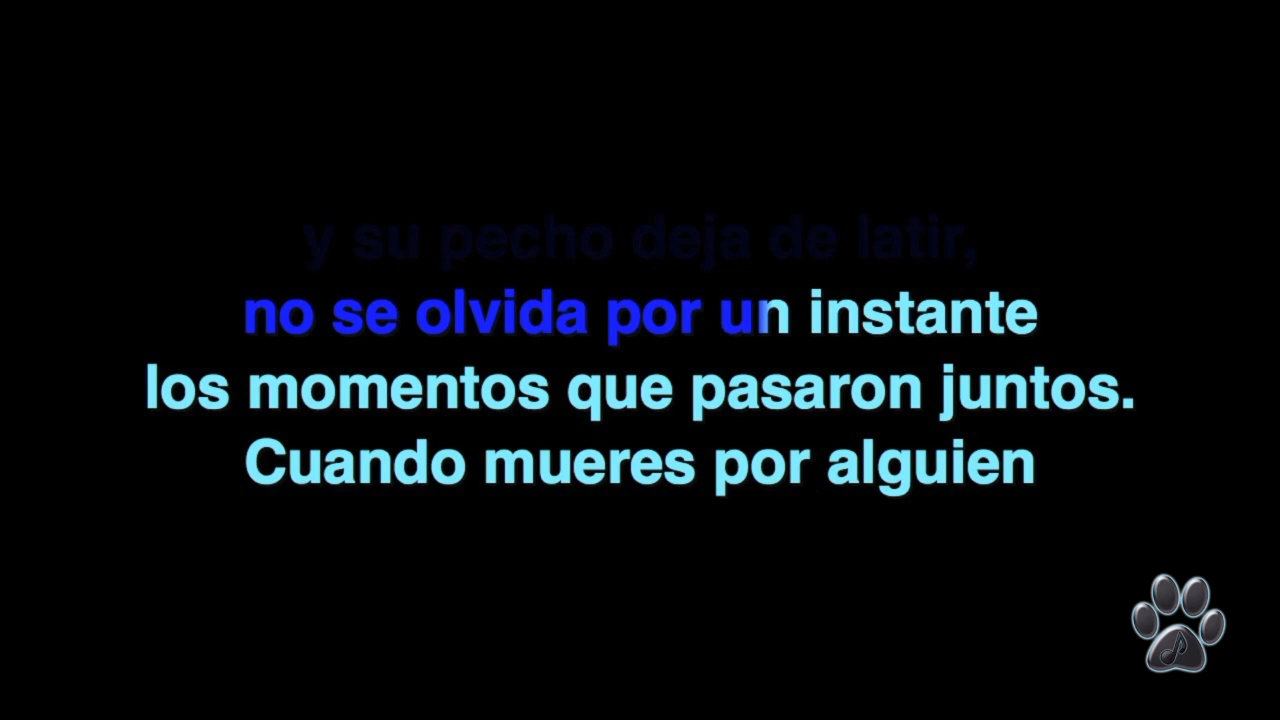 y su pecho deja de latir,
no se olvida por un instante
los momentos que pasaron juntos.
Cuando mueres por alguien